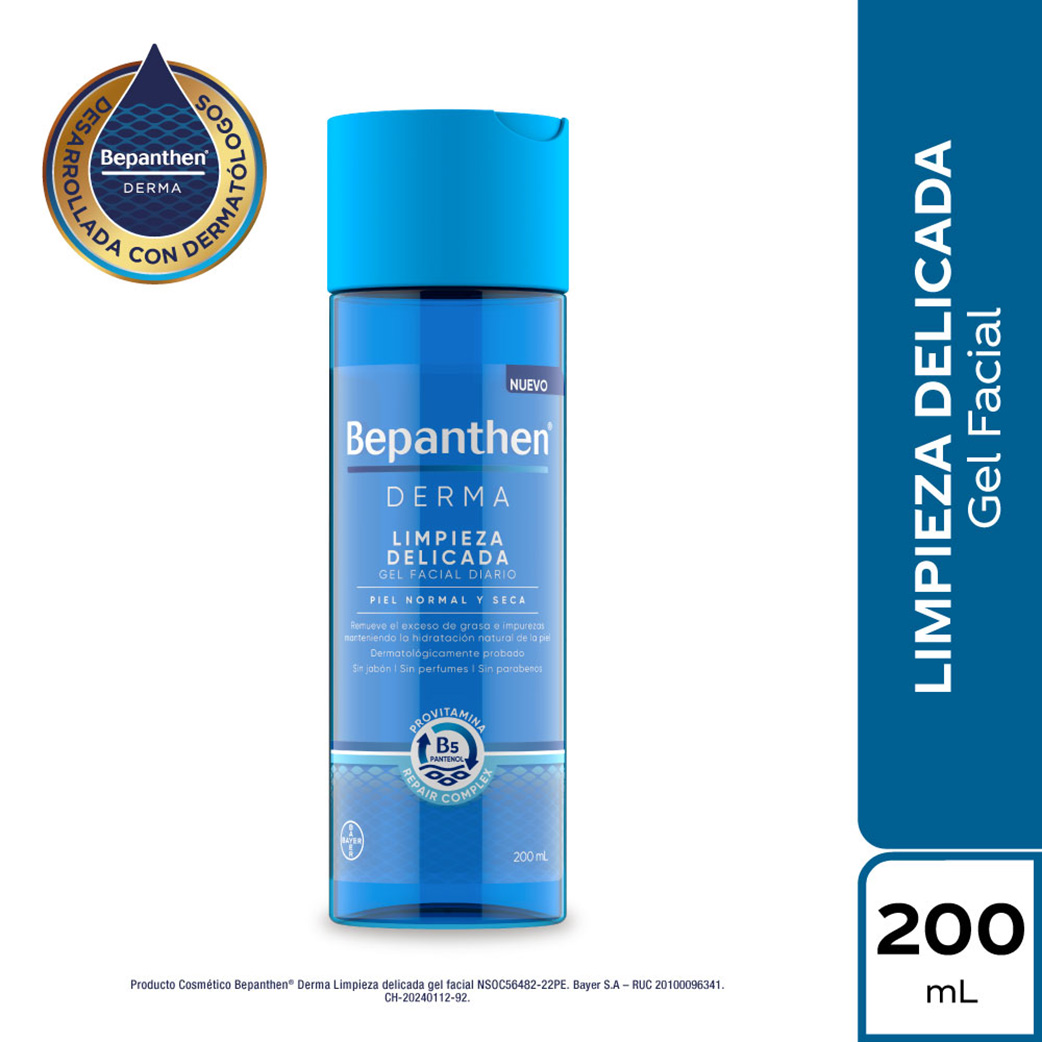 DESARROLLADA CON DERMATÓLOGOS
Bepanthen®
DERMA
NUEVO
Bepanthen®
DERMA
LIMPIEZA
DELICADA
GEL FACIAL DIARIO
PIEL NORMAL Y SECA
Remueve el exceso de grasa e impurezas
manteniendo la hidratación natural de la piel
Dermatológicamente probado
Sin jabón | Sin perfumes | Sin parabenos
PROVITAMINA
B5
PANTENOL
REPAIR COMPLEX
BAYER
BAYER
200 mL
LIMPIEZA DELICADA
Gel Facial
200
mL
Producto Cosmético Bepanthen® Derma Limpieza delicada gel facial NSOC56482-22PE. Bayer S.A – RUC 20100096341.
CH-20240112-92.